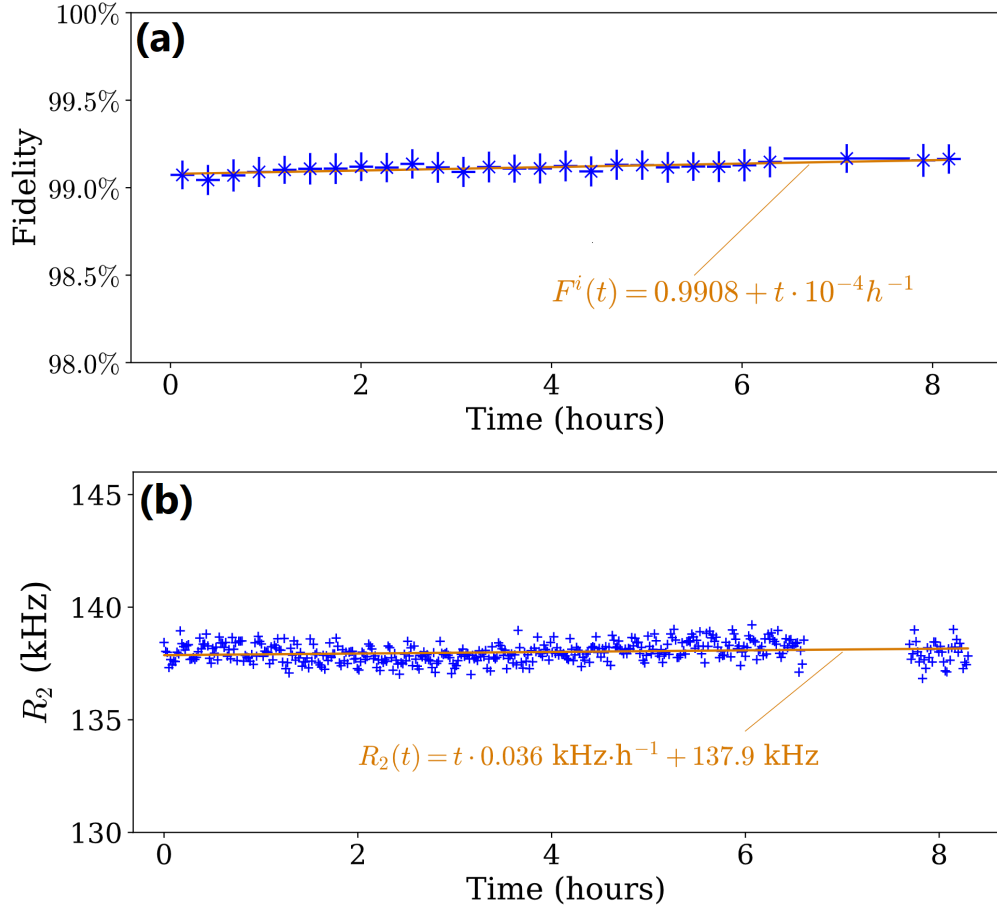 (a)
100%
99.5%
99.0%
98.5%
98.0%
Fidelity
F^i(t) = 0.9908 + t · 10^{−4}h^{−1}
0 2 4 6 8
Time (hours)
(b)
145
140
135
130
R_2 (kHz)
R_2(t) = t · 0.036 kHz·h^{−1} + 137.9 kHz
0 2 4 6 8
Time (hours)